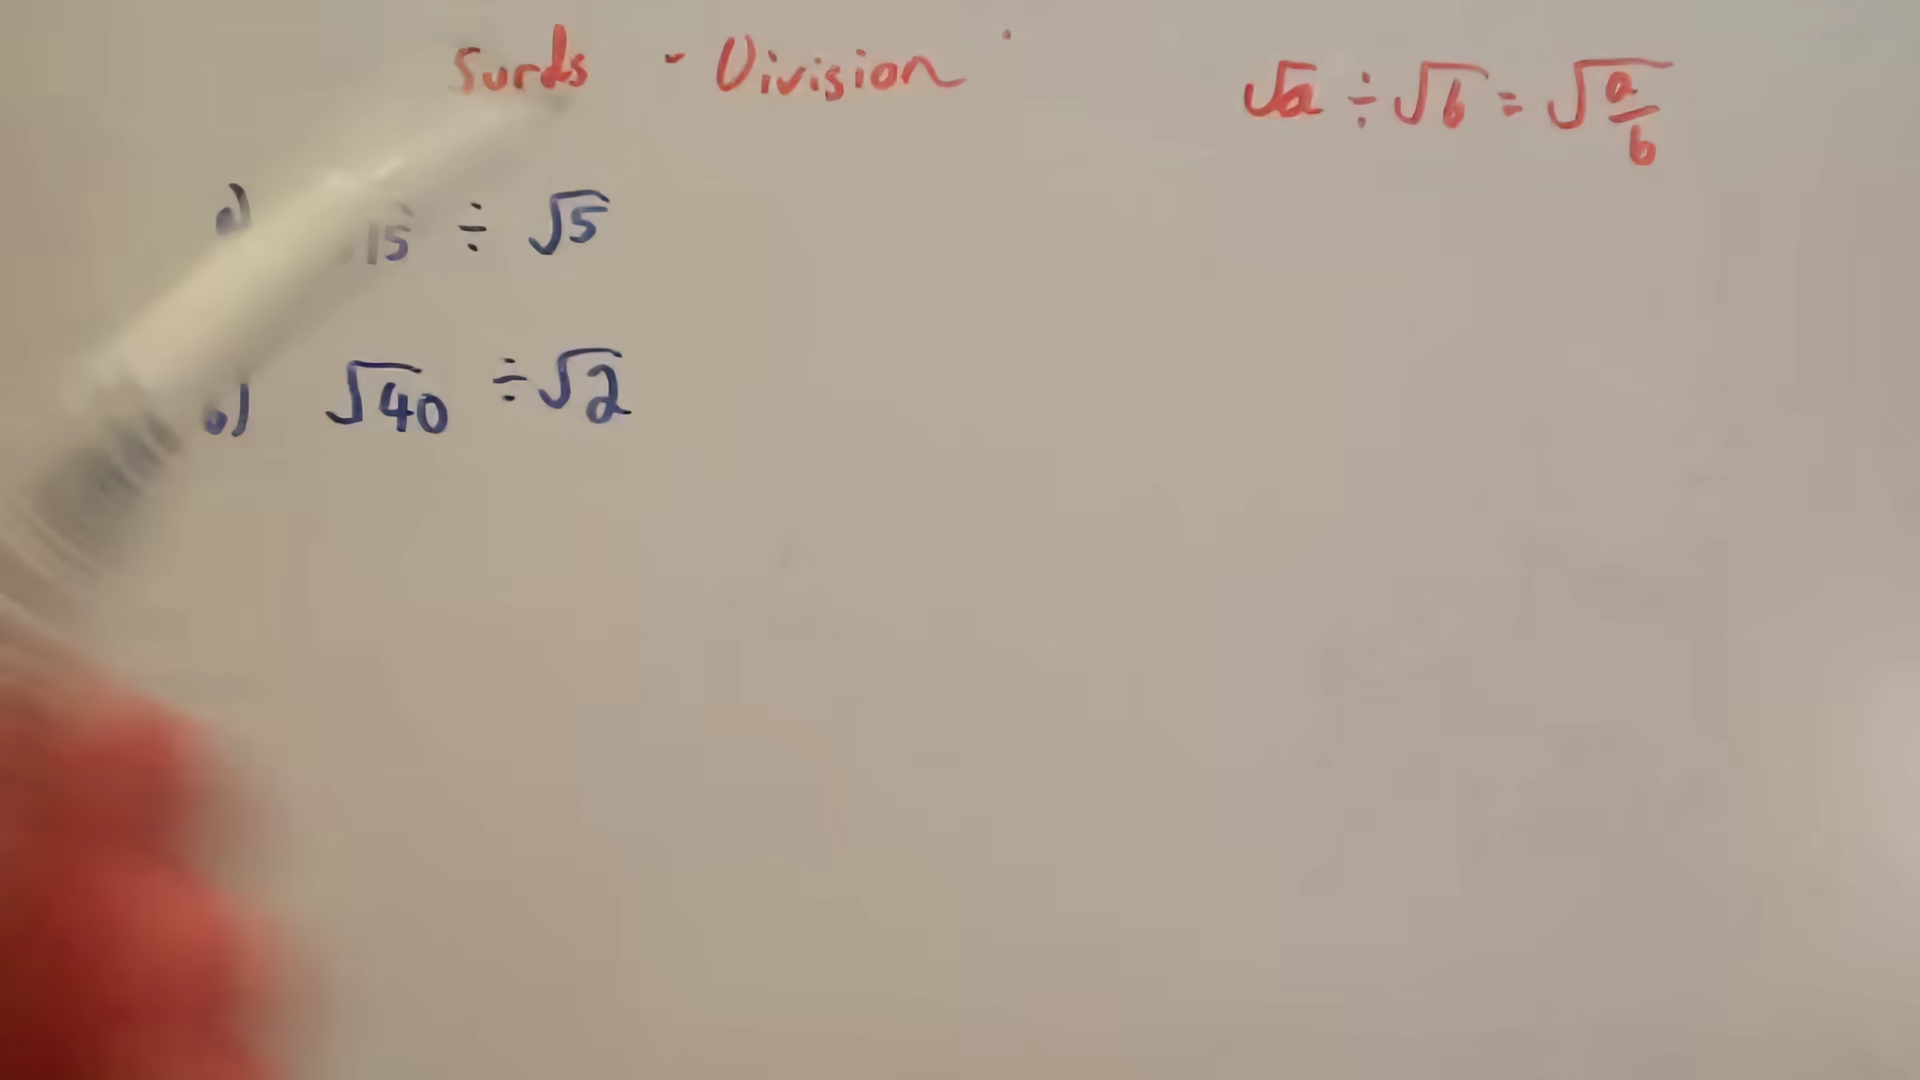 Surds - Division
√a ÷ √b = √a/b
a) 15 ÷ √5
b) √40 ÷ √2